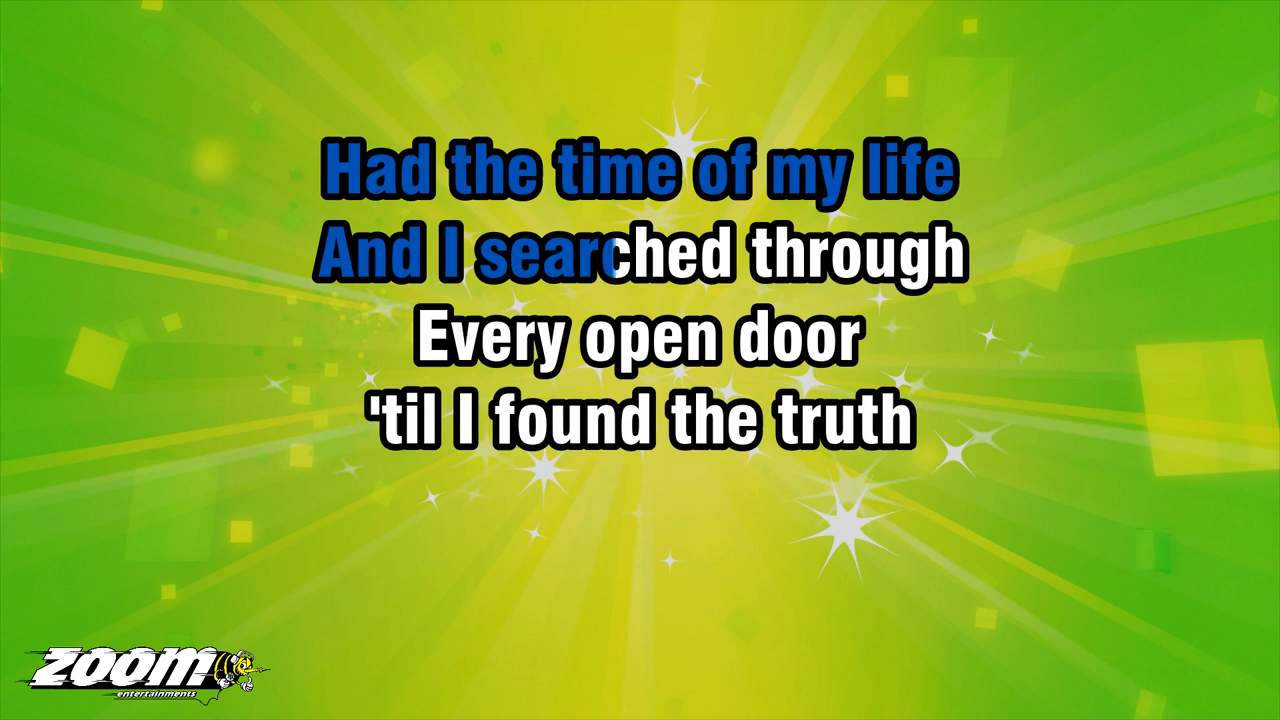 Had the time of my life
And I searched through
Every open door
'til I found the truth
ZOOM
entertainments